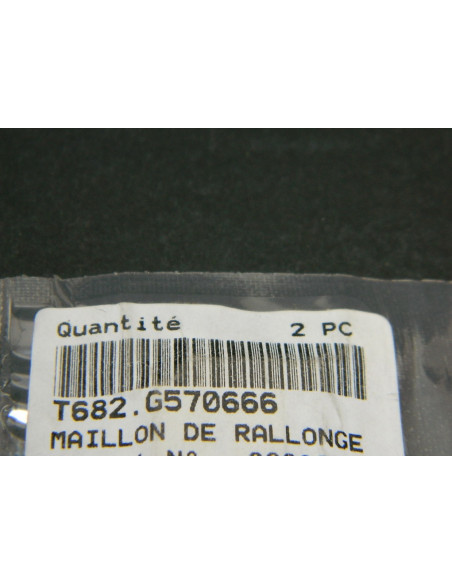 Quantité 2 PC
T682.G570666
MAILLON DE RALLONGE
N°